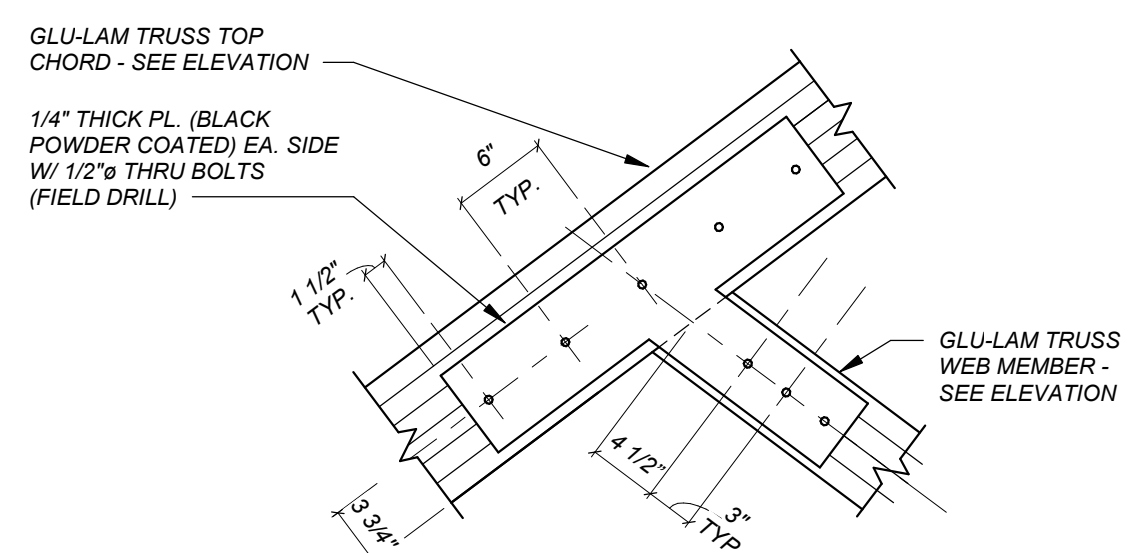 GLU-LAM TRUSS TOP
CHORD - SEE ELEVATION
1/4" THICK PL. (BLACK
POWDER COATED) EA. SIDE
W/ 1/2"ø THRU BOLTS
(FIELD DRILL)
6"
TYP.
1 1/2"
TYP.
GLU-LAM TRUSS
WEB MEMBER -
SEE ELEVATION
4 1/2"
3"
TYP
3 3/4"